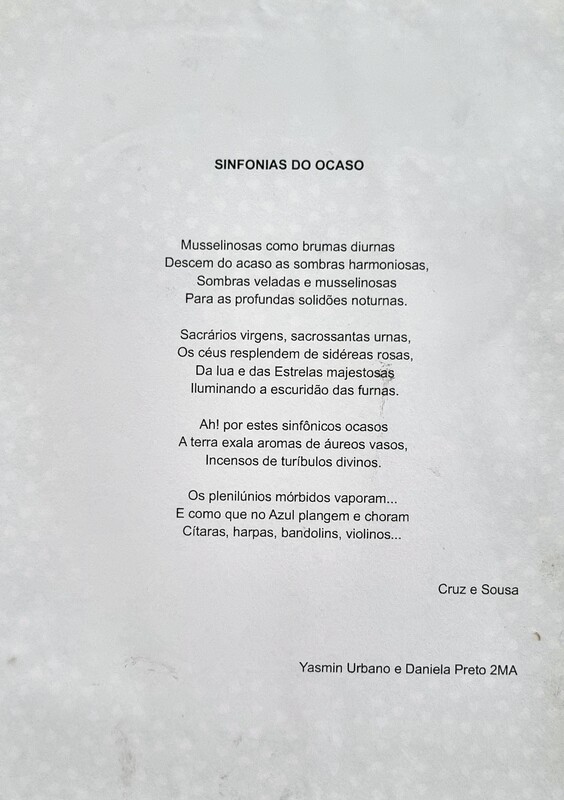 SINFONIAS DO OCASO
Musselinosas como brumas diurnas
Descem do acaso as sombras harmoniosas,
Sombras veladas e musselinosas
Para as profundas solidões noturnas.
Sacrários virgens, sacrossantas urnas,
Os céus resplendem de sidéreas rosas,
Da lua e das Estrelas majestosas
Iluminando a escuridão das furnas.
Ah! por estes sinfônicos ocasos
A terra exala aromas de áureos vasos,
Incensos de turíbulos divinos.
Os plenilúnios mórbidos vaporam...
E como que no Azul plangem e choram
Cítaras, harpas, bandolins, violinos...
Cruz e Sousa
Yasmin Urbano e Daniela Preto 2MA